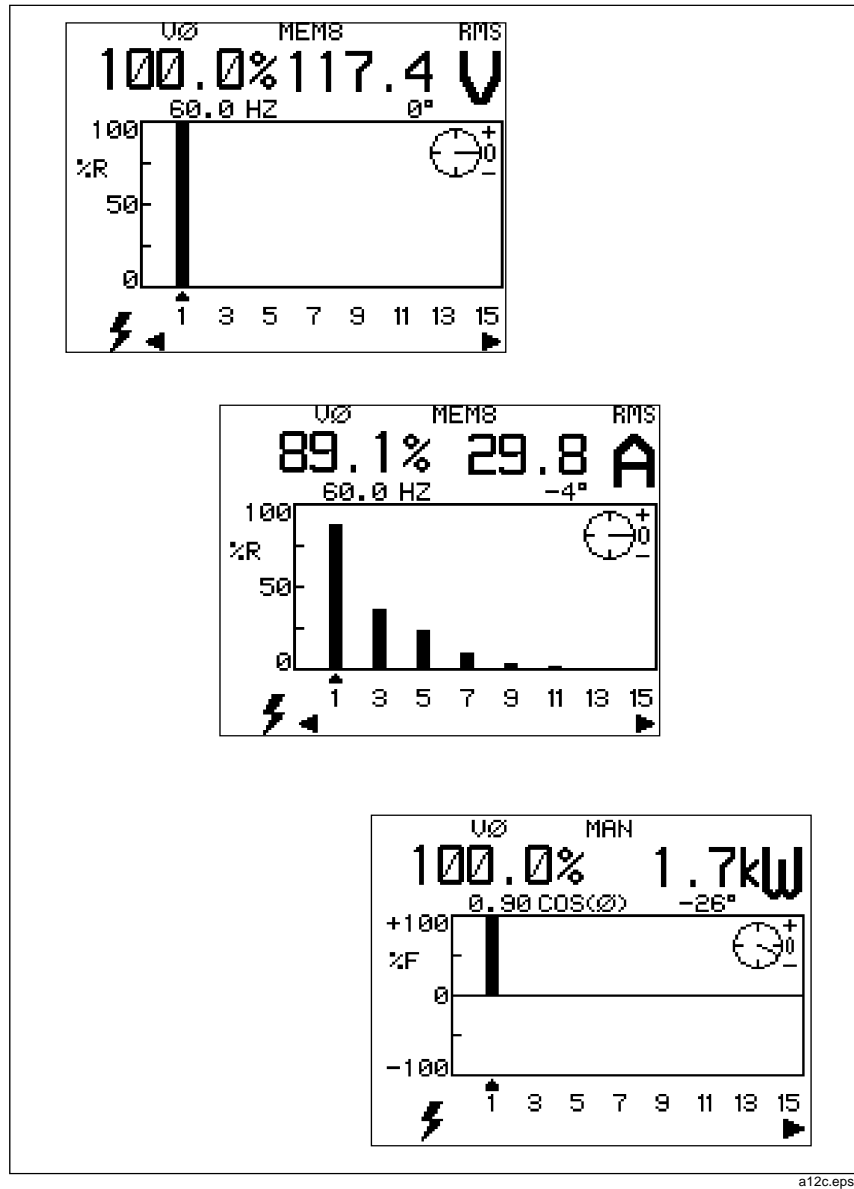 VØ MEM8 RMS
100.0% 117.4 V
60.0 HZ 0°
100
+
0
%R
-
50
0
1 3 5 7 9 11 13 15
VØ MEM8 RMS
89.1% 29.8 A
60.0 HZ -4°
100
+
0
%R
-
50
0
1 3 5 7 9 11 13 15
VØ MAN
100.0% 1.7kW
0.90 COS(Ø) -26°
+100
+
0
%F
-
0
-100
1 3 5 7 9 11 13 15
a12c.eps